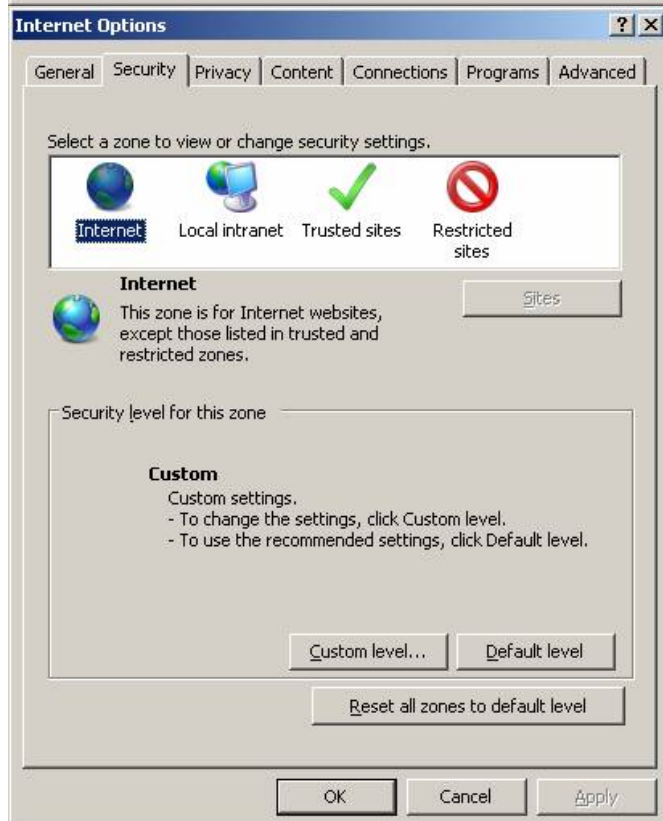 Internet Options
General Security Privacy Content Connections Programs Advanced
Select a zone to view or change security settings.
Internet Local intranet Trusted sites Restricted
sites
Internet
Sites
This zone is for Internet websites,
except those listed in trusted and
restricted zones.
Security level for this zone
Custom
Custom settings.
- To change the settings, click Custom level.
- To use the recommended settings, click Default level.
Custom level... Default level
Reset all zones to default level
OK Cancel Apply